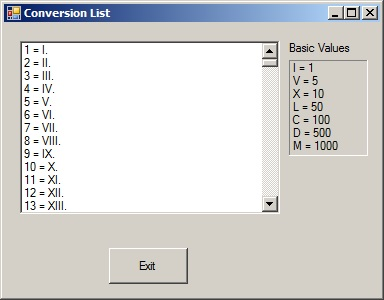 Conversion List
1 = I.
2 = II.
3 = III.
4 = IV.
5 = V.
6 = VI.
7 = VII.
8 = VIII.
9 = IX.
10 = X.
11 = XI.
12 = XII.
13 = XIII.
Basic Values
I = 1
V = 5
X = 10
L = 50
C = 100
D = 500
M = 1000
Exit